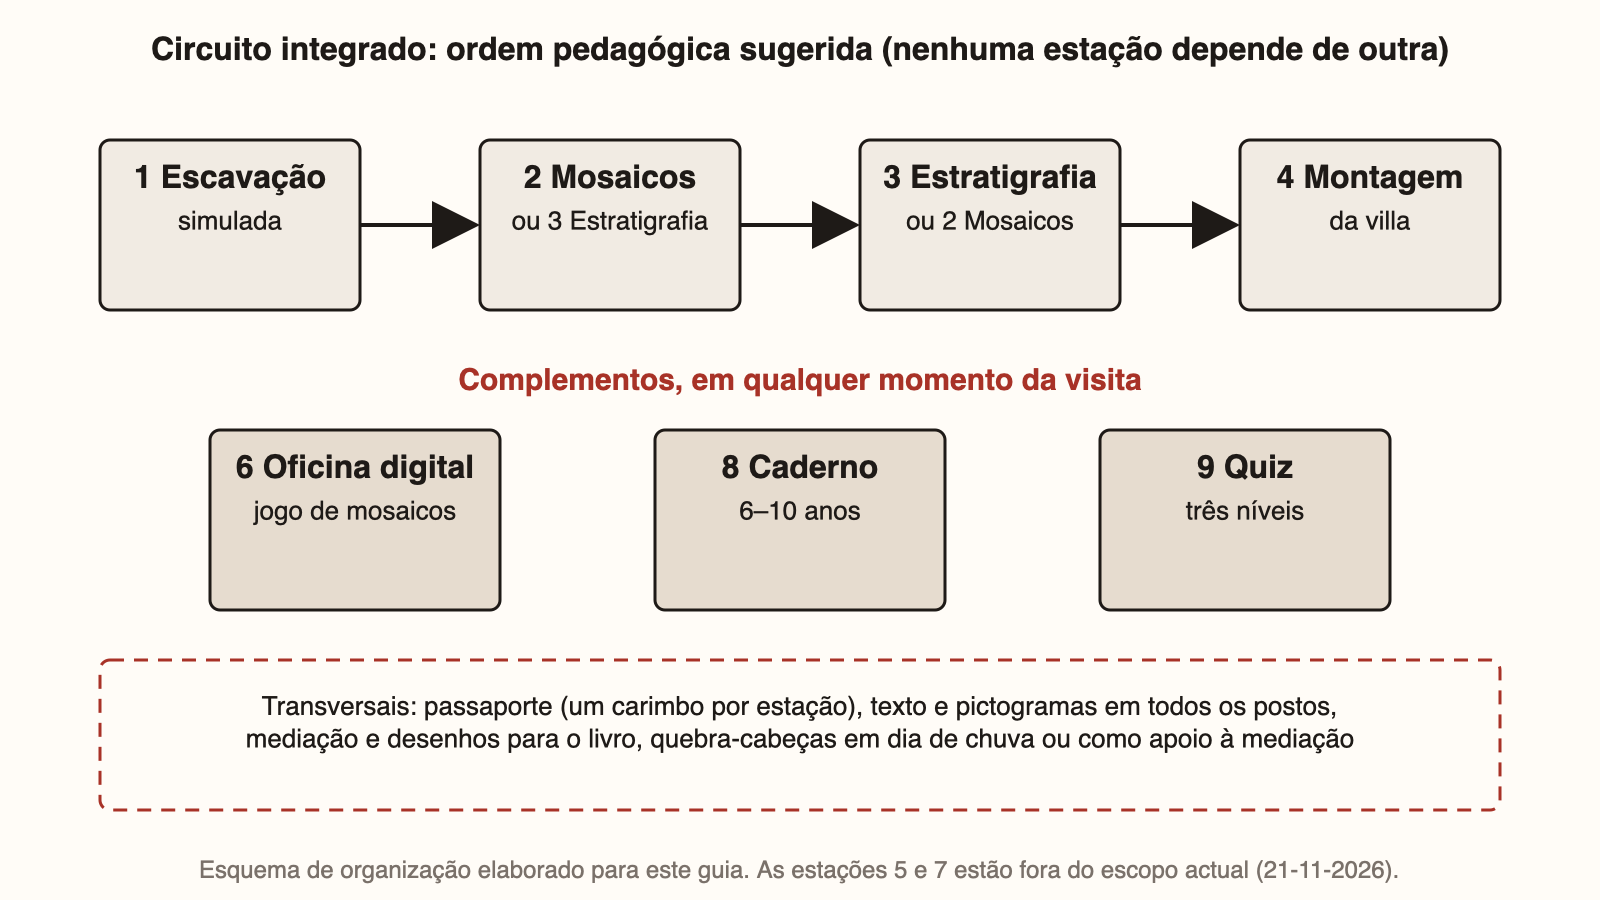 Circuito integrado: ordem pedagógica sugerida (nenhuma estação depende de outra)
1 Escavação
simulada
2 Mosaicos
ou 3 Estratigrafia
3 Estratigrafia
ou 2 Mosaicos
4 Montagem
da villa
Complementos, em qualquer momento da visita
6 Oficina digital
jogo de mosaicos
8 Caderno
6–10 anos
9 Quiz
três níveis
Transversais: passaporte (um carimbo por estação), texto e pictogramas em todos os postos,
mediação e desenhos para o livro, quebra-cabeças em dia de chuva ou como apoio à mediação
Esquema de organização elaborado para este guia. As estações 5 e 7 estão fora do escopo actual (21-11-2026).